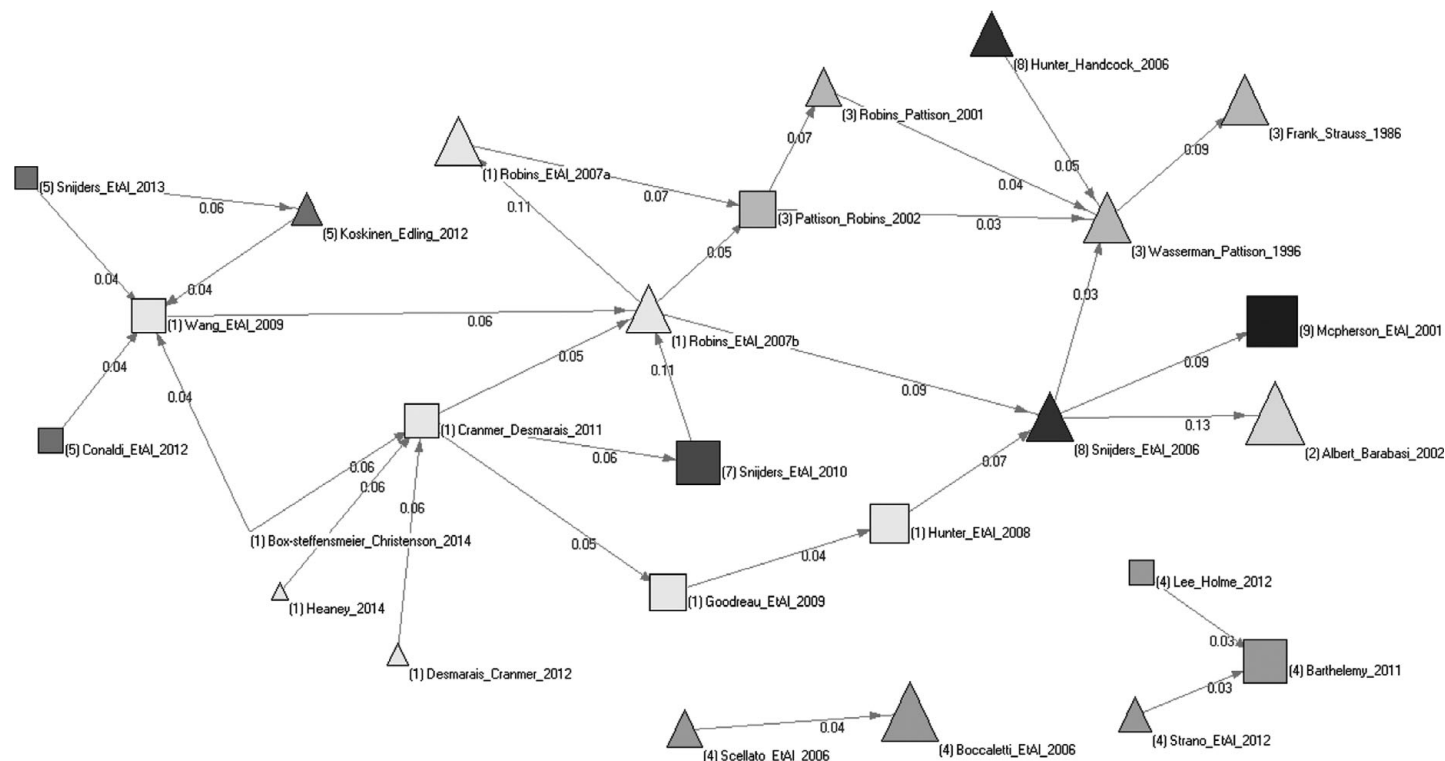 (8) Hunter_Handcock_2006
(3) Robins_Pattison_2001
(3) Frank_Strauss_1986
0.07
0.09
0.05
0.04
(1) Robins_EtAl_2007a
(5) Snijders_EtAl_2013
0.06
0.07
0.11
(3) Pattison_Robins_2002
0.03
(5) Koskinen_Edling_2012
(3) Wasserman_Pattison_1996
0.05
0.04
0.04
0.03
(1) Wang_EtAl_2009
0.06
(1) Robins_EtAl_2007b
(9) Mcpherson_EtAl_2001
0.05
0.09
0.04
0.11
0.09
0.04
(1) Cranmer_Desmarais_2011
0.13
(5) Conaldi_EtAl_2012
(8) Snijders_EtAl_2006
(2) Albert_Barabasi_2002
0.06
(7) Snijders_EtAl_2010
0.06
0.07
0.06
0.06
(1) Box-steffensmeier_Christenson_2014
(1) Hunter_EtAl_2008
0.05
0.04
(4) Lee_Holme_2012
(1) Heaney_2014
(1) Goodreau_EtAl_2009
0.03
(1) Desmarais_Cranmer_2012
(4) Barthelemy_2011
0.03
0.04
(4) Scellato_EtAl_2006
(4) Boccaletti_EtAl_2006
(4) Strano_EtAl_2012